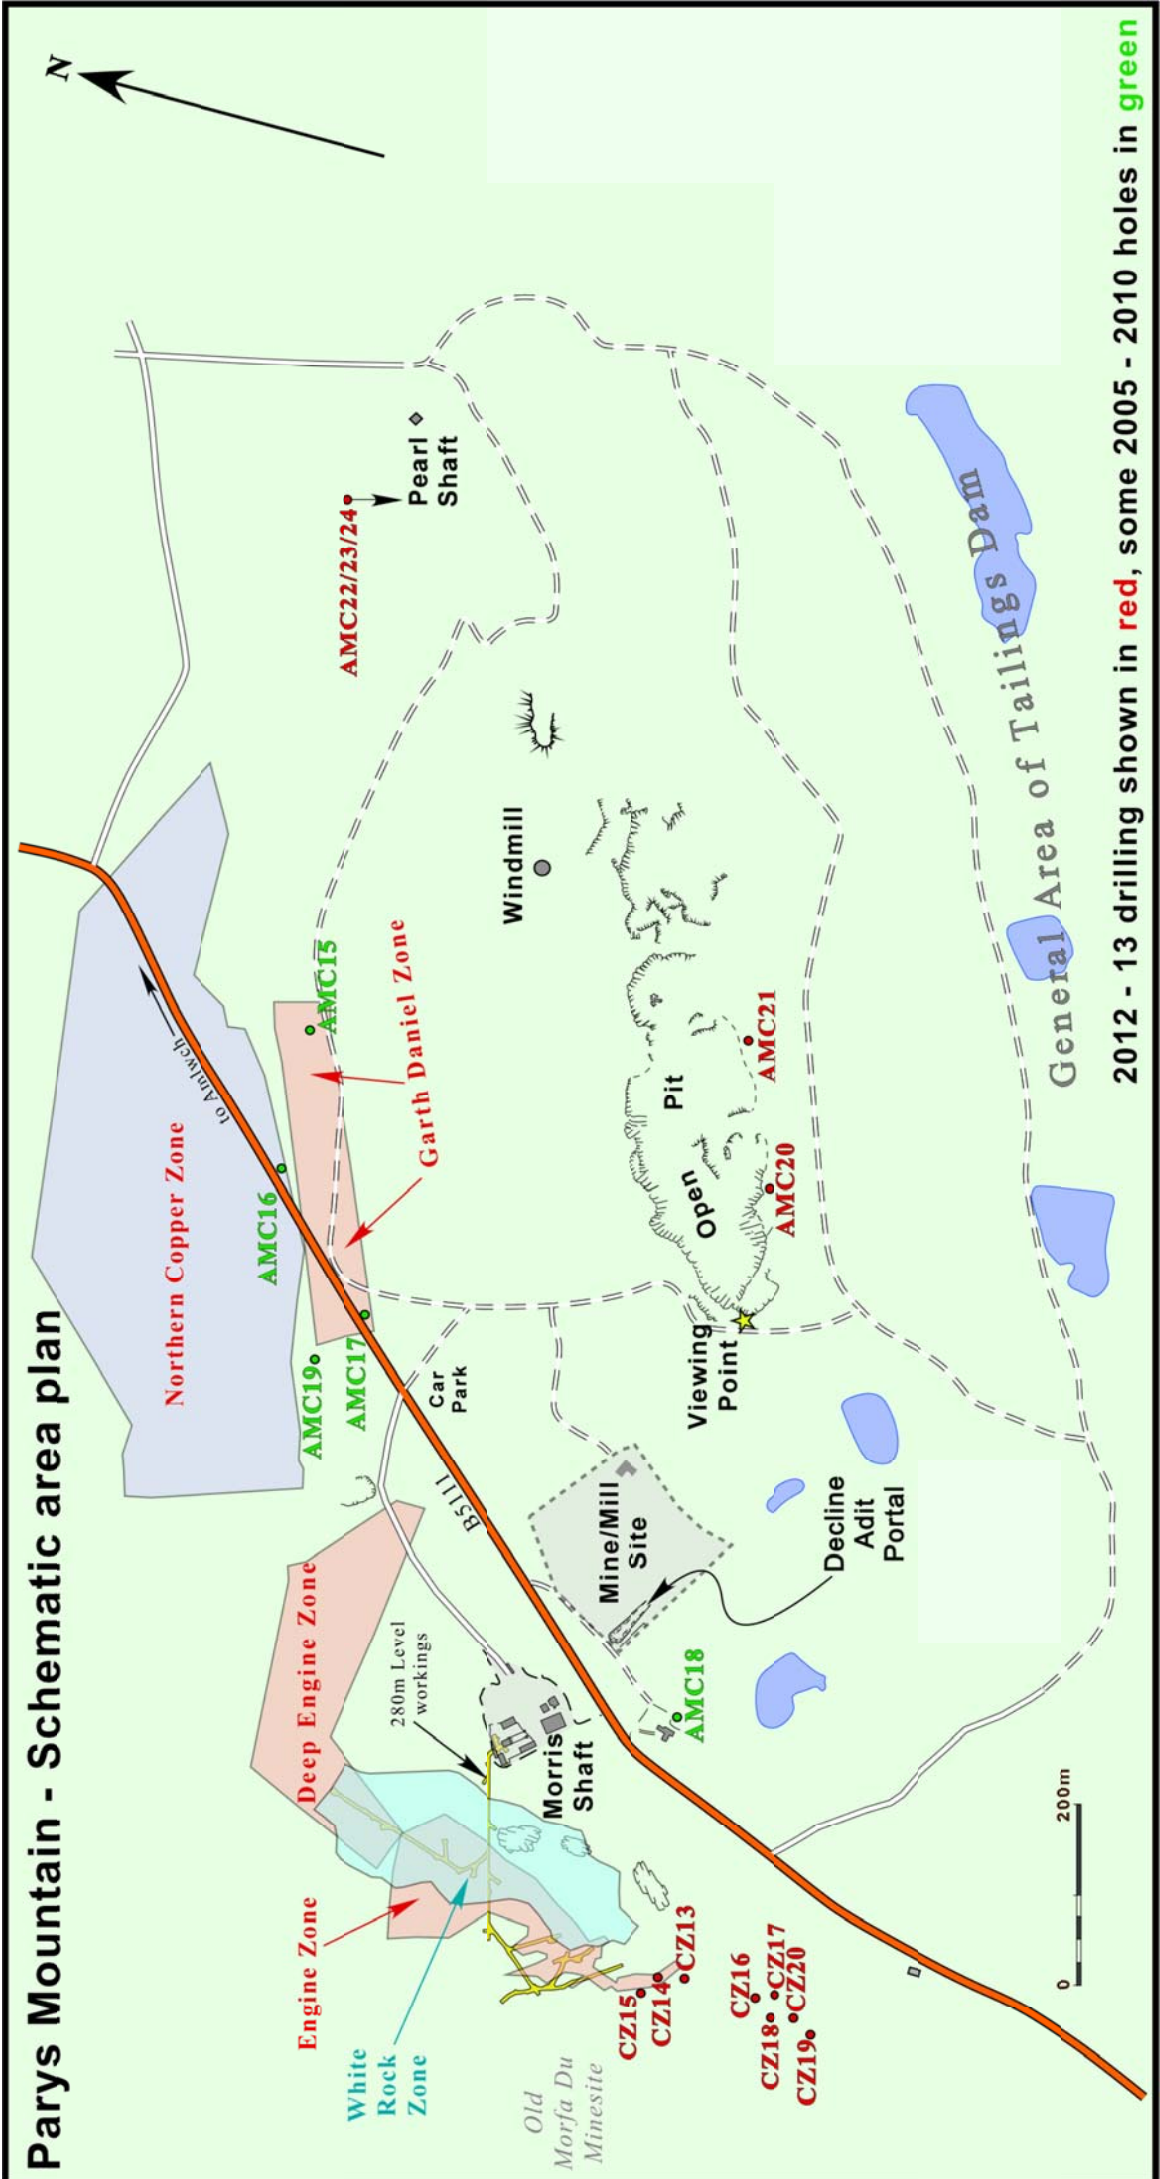 Parys Mountain - Schematic area plan
N
Northern Copper Zone
to Amlwch
AMC16
AMC15
AMC19
AMC17
Garth Daniel Zone
AMC22/23/24
Pearl
Shaft
Deep Engine Zone
Engine Zone
White
Rock
Zone
280m Level
workings
Car
Park
B5111
Windmill
Morris
Shaft
Mine/Mill
Site
Old
Morfa Du
Minesite
Open
Pit
Viewing
Point
AMC21
AMC20
CZ15
CZ14
CZ13
AMC18
CZ16
CZ17
CZ18
CZ20
CZ19
Decline
Adit
Portal
General Area of Tailings Dam
0
200m
2012 - 13 drilling shown in red, some 2005 - 2010 holes in green